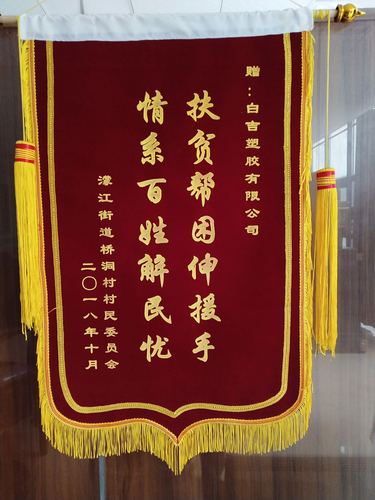 赠：白吉塑胶有限公司
扶贫帮困伸援手
情系百姓解民忧
濛江街道桥洞村村民委员会
二〇一八年十月